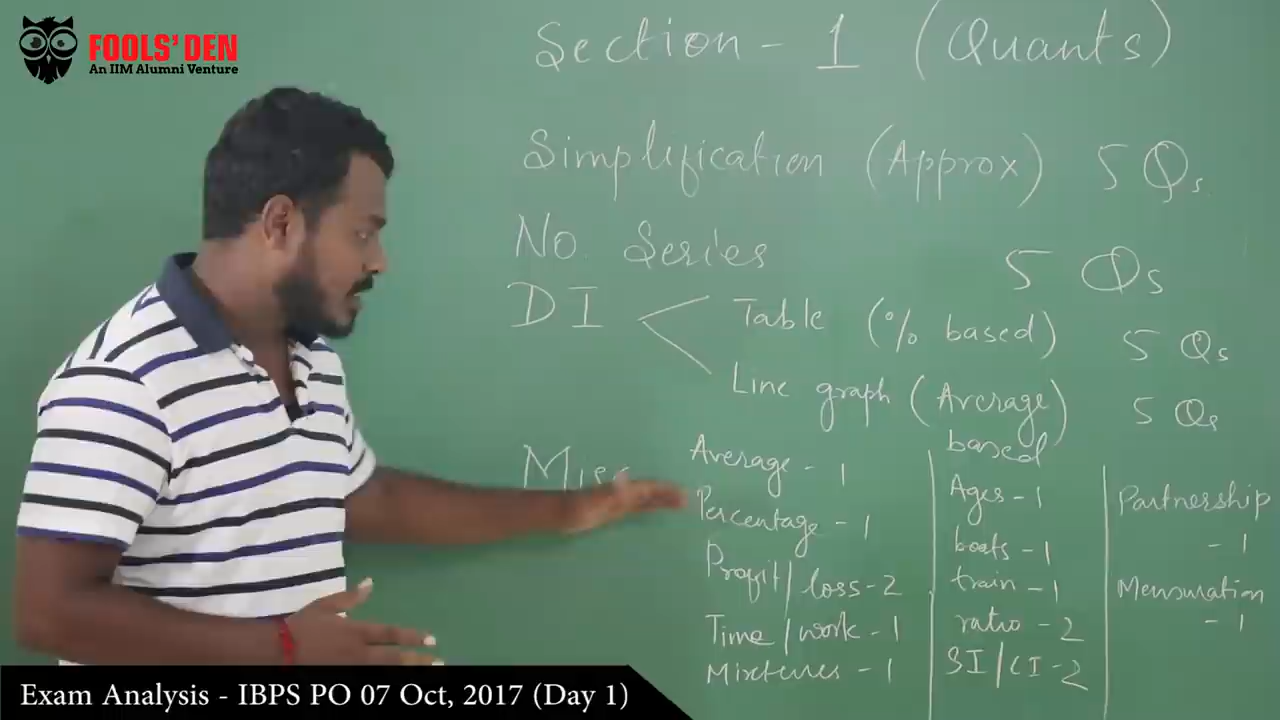 FOOLS' DEN
An IIM Alumni Venture
Section - 1 (Quants)
Simplification (Approx) 5 Qs
No. Series 5 Qs
DI
Table (% based) 5 Qs
Line graph (Average) 5 Qs
based
Average - 1
Percentage - 1
Profit/loss - 2
Time/work - 1
Mixtures - 1
Ages - 1
boats - 1
train - 1
ratio - 2
SI/CI - 2
Partnership
- 1
Mensuration
- 1
Exam Analysis - IBPS PO 07 Oct, 2017 (Day 1)